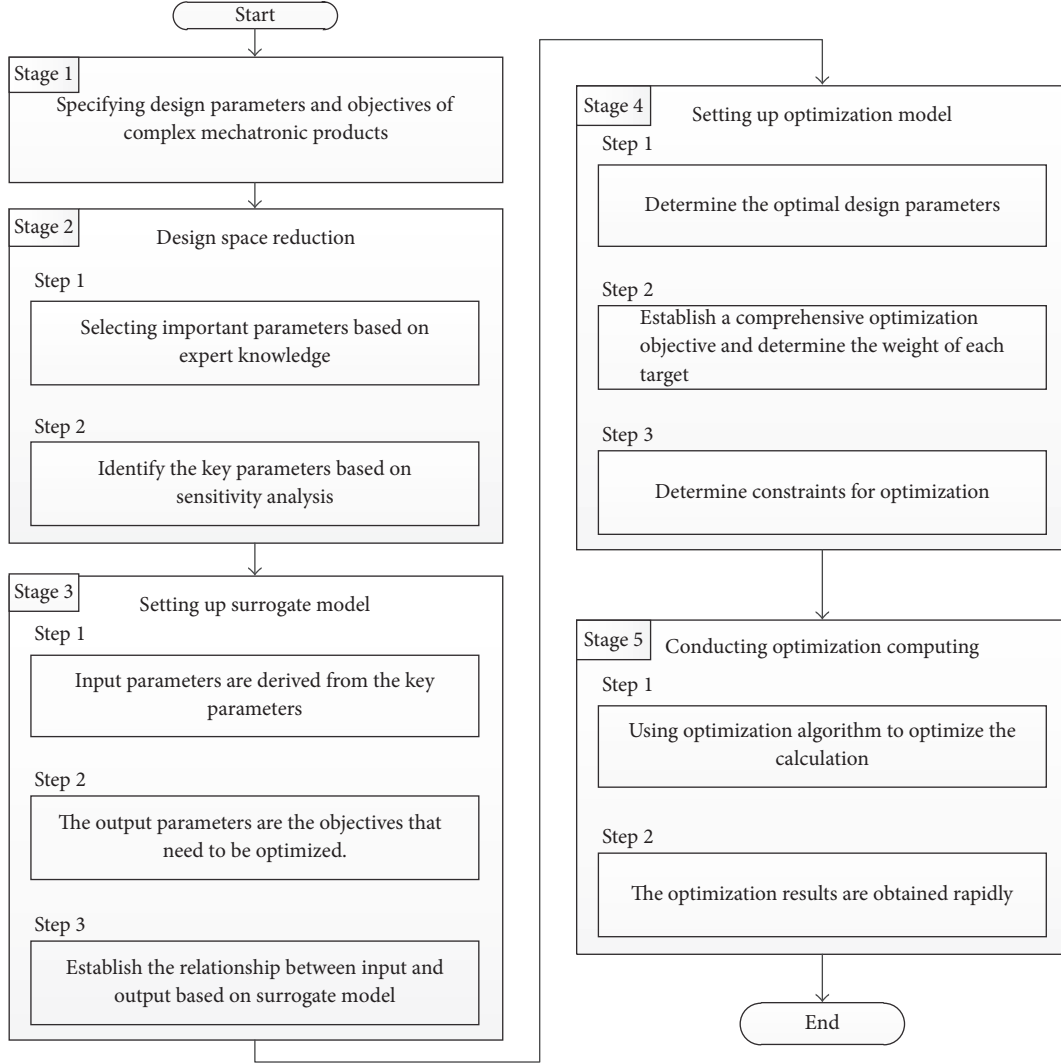 Start
Stage 1
Specifying design parameters and objectives of
complex mechatronic products
Stage 2
Design space reduction
Step 1
Selecting important parameters based on
expert knowledge
Step 2
Identify the key parameters based on
sensitivity analysis
Stage 3
Setting up surrogate model
Step 1
Input parameters are derived from the key
parameters
Step 2
The output parameters are the objectives that
need to be optimized.
Step 3
Establish the relationship between input and
output based on surrogate model
Stage 4
Setting up optimization model
Step 1
Determine the optimal design parameters
Step 2
Establish a comprehensive optimization
objective and determine the weight of each
target
Step 3
Determine constraints for optimization
Stage 5
Conducting optimization computing
Step 1
Using optimization algorithm to optimize the
calculation
Step 2
The optimization results are obtained rapidly
End